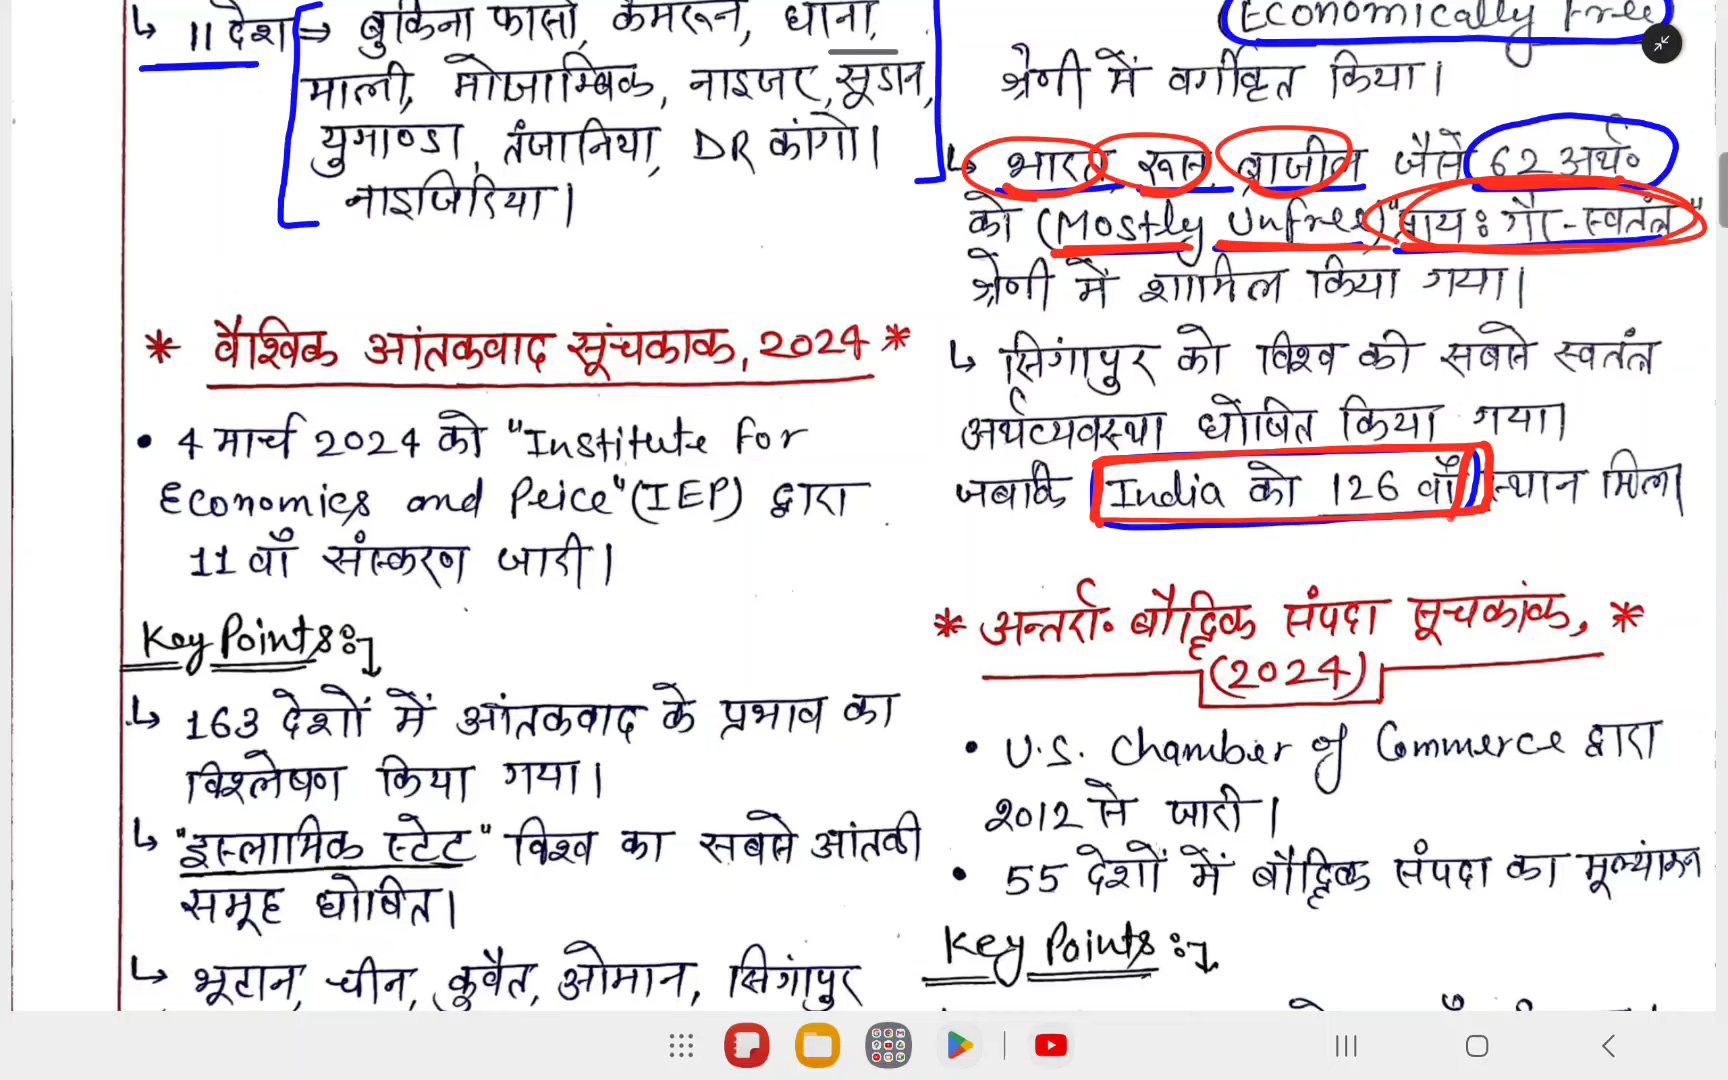 ↳ 11 देश ⇒ बुर्किना फासो, कैमरून, घाना,
माली, मोजाम्बिक, नाइजर, सूडान,
युगाण्डा, तंजानिया, DR कांगो।
नाइजिरिया।
* वैश्विक आंतकवाद सूंचकाक, 2024 *
• 4 मार्च 2024 को "Institute for
Economics and Peice" (IEP) द्वारा
11 वाँ संस्करण जारी।
Key Points :-
↳ 163 देशों में आंतकवाद के प्रभाव का
विश्लेषण किया गया।
↳ "इस्लामिक स्टेट" विश्व का सबसे आंतकी
समूह घोषित।
↳ भूटान, चीन, कुवैत, ओमान, सिगांपुर
Economically Free
श्रेणी में वर्गीकृत किया।
↳ भारत, रूस, ब्राजील जैसे 62 अर्थ॰
को (Mostly Unfree) "प्रायः गैर-स्वतंत्र"
श्रेणी में शामिल किया गया।
↳ सिगांपुर को विश्व की सबसे स्वतंत्र
अर्थव्यवस्था घोषित किया गया।
जबकि India को 126 वाँ स्थान मिला।
* अन्तर्रा॰ बौद्धिक संपदा सूचकांक, *
(2024)
• U.S. Chamber of Commerce द्वारा
2012 से जारी।
• 55 देशों में बौद्धिक संपदा का मूल्यांकन
Key Points :-